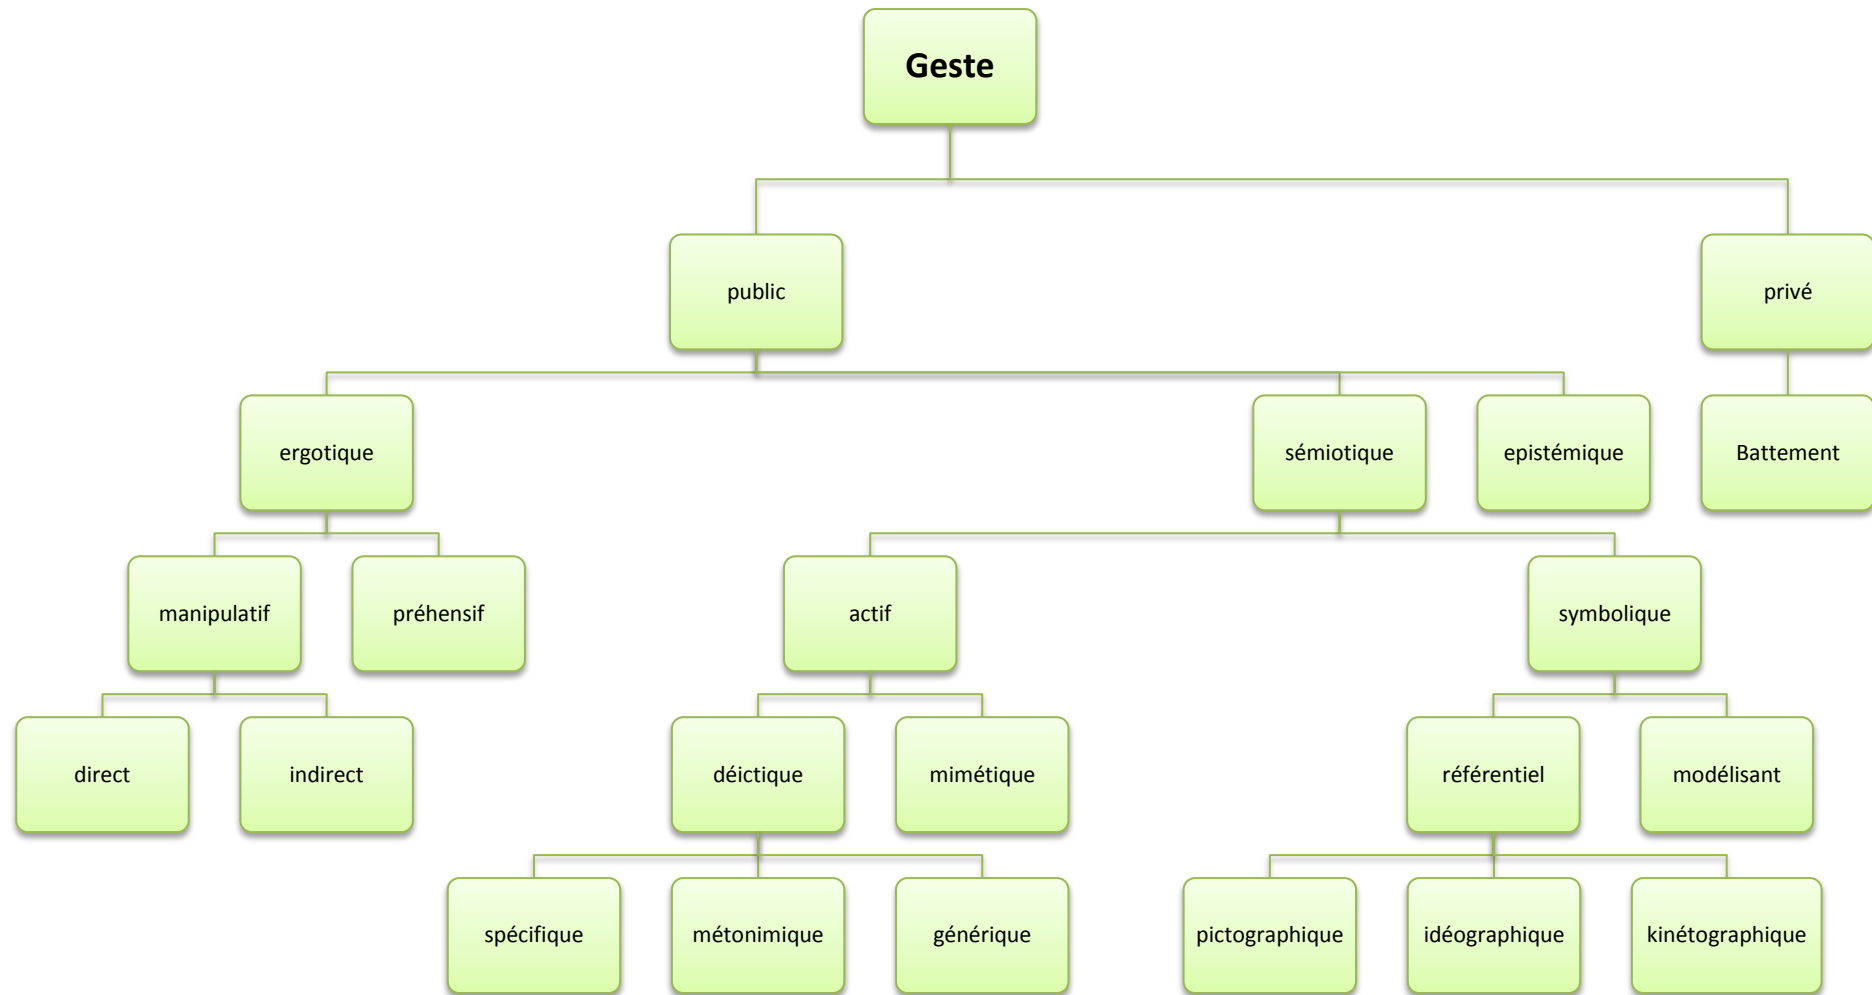 Geste
public
privé
ergotique
sémiotique
epistémique
Battement
manipulatif
préhensif
actif
symbolique
direct
indirect
déictique
mimétique
référentiel
modélisant
spécifique
métonimique
générique
pictographique
idéographique
kinétographique